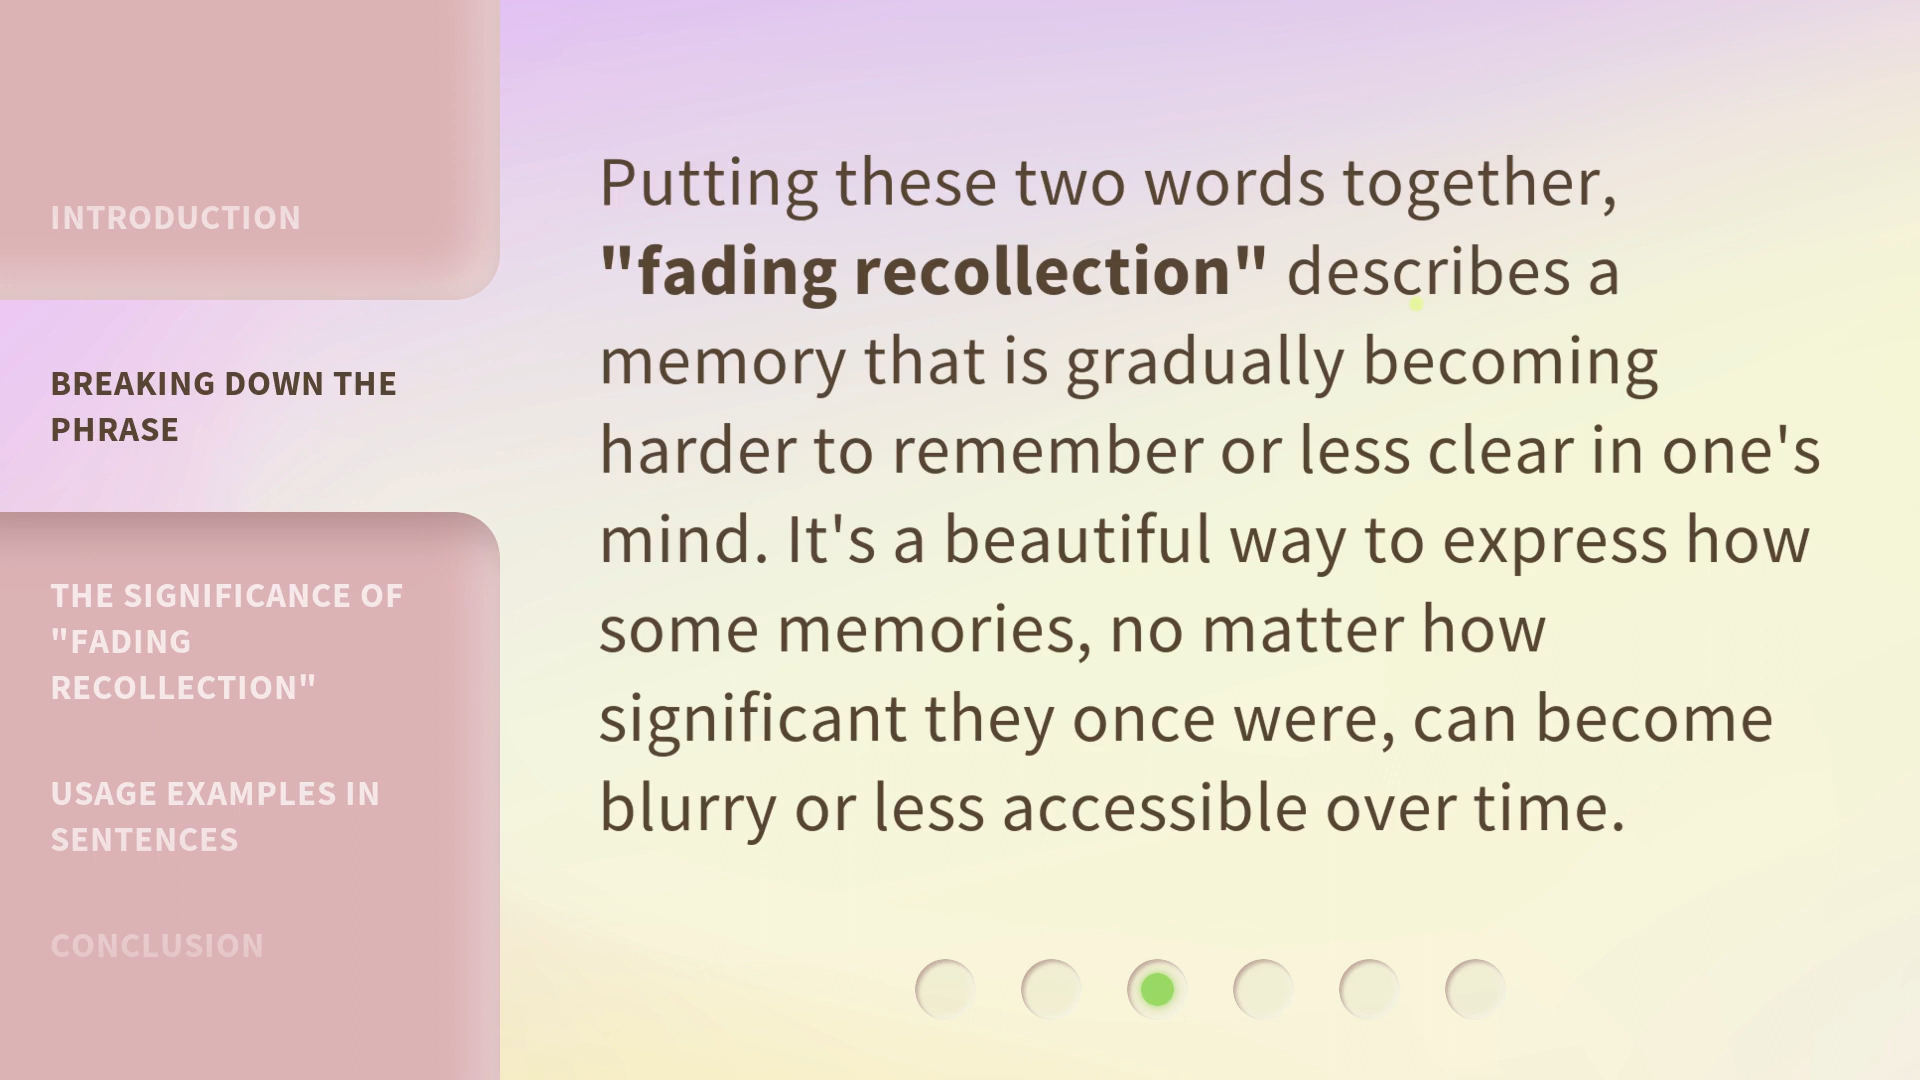 INTRODUCTION
BREAKING DOWN THE
PHRASE
THE SIGNIFICANCE OF
"FADING
RECOLLECTION"
USAGE EXAMPLES IN
SENTENCES
CONCLUSION
Putting these two words together,
"fading recollection" describes a
memory that is gradually becoming
harder to remember or less clear in one's
mind. It's a beautiful way to express how
some memories, no matter how
significant they once were, can become
blurry or less accessible over time.